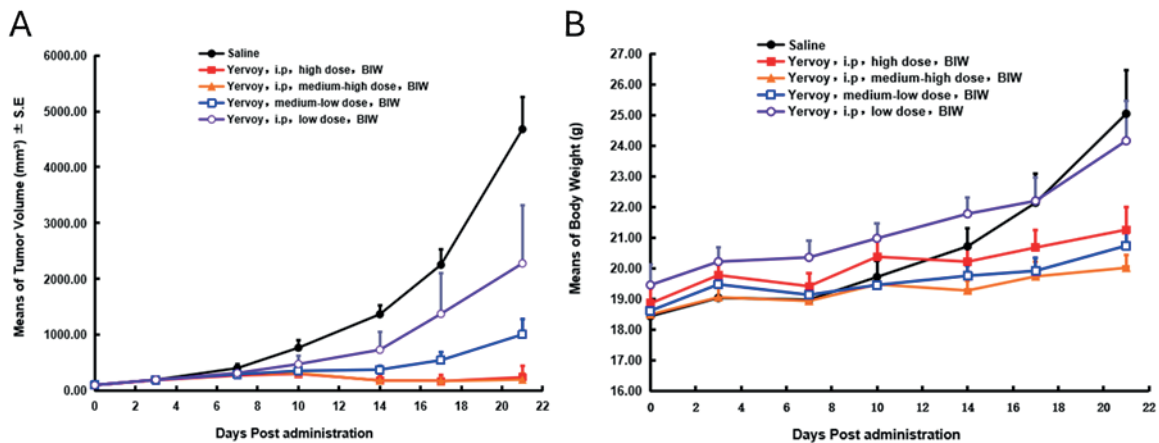 A
Means of Tumor Volume (mm³) ± S.E
6000.00
5000.00
4000.00
3000.00
2000.00
1000.00
0.00
0 2 4 6 8 10 12 14 16 18 20 22
Days Post administration
Saline
Yervoy, i.p, high dose, BIW
Yervoy, i.p, medium-high dose, BIW
Yervoy, medium-low dose, BIW
Yervoy, i.p, low dose, BIW
B
Means of Body Weight (g)
27.00
26.00
25.00
24.00
23.00
22.00
21.00
20.00
19.00
18.00
17.00
16.00
0 2 4 6 8 10 12 14 16 18 20 22
Days Post administration
Saline
Yervoy, i.p, high dose, BIW
Yervoy, i.p, medium-high dose, BIW
Yervoy, medium-low dose, BIW
Yervoy, i.p, low dose, BIW